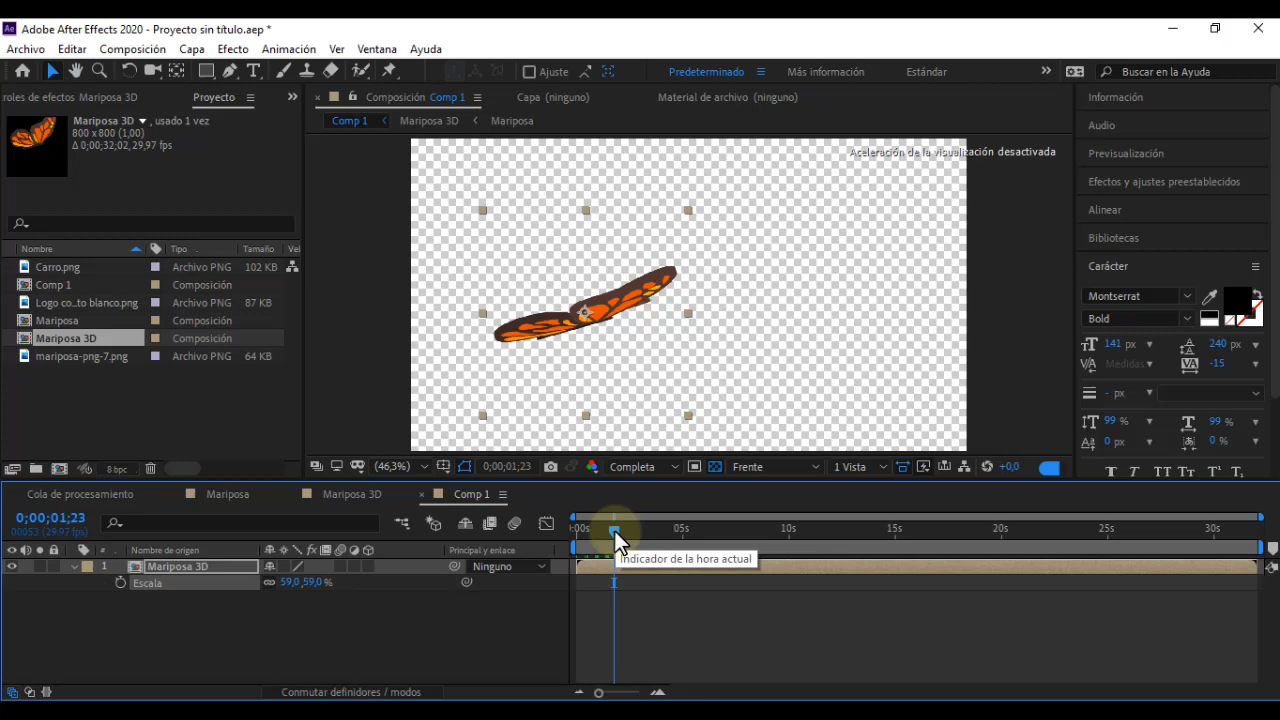 Ae Adobe After Effects 2020 - Proyecto sin título.aep *
Archivo Editar Composición Capa Efecto Animación Ver Ventana Ayuda
Ajuste Predeterminado Más información Estándar Buscar en la Ayuda
roles de efectos Mariposa 3D Proyecto
Mariposa 3D , usado 1 vez
800 x 800 (1,00)
Δ 0;00;32;02, 29,97 fps
Nombre Tipo Tamaño Vel
Carro.png Archivo PNG 102 KB
Comp 1 Composición
Logo co...to blanco.png Archivo PNG 87 KB
Mariposa Composición
Mariposa 3D Composición
mariposa-png-7.png Archivo PNG 64 KB
8 bpc
Composición Comp 1 Capa (ninguno) Material de archivo (ninguno)
Comp 1 Mariposa 3D Mariposa
Aceleración de la visualización desactivada
(46,3%) 0;00;01;23 Completa Frente 1 Vista +0,0
Información
Audio
Previsualización
Efectos y ajustes preestablecidos
Alinear
Bibliotecas
Carácter
Montserrat
Bold
141 px 240 px
Medidas -15
- px
99 % 99 %
0 px 0 %
T T TT Tt T' T,
Cola de procesamiento Mariposa Mariposa 3D Comp 1
0;00;01;23
00053 (29.97 fps)
:00s 05s 10s 15s 20s 25s 30s
# Nombre de origen fx Principal y enlace
1 Mariposa 3D Ninguno
Escala 59,0,59,0 %
Indicador de la hora actual
Conmutar definidores / modos